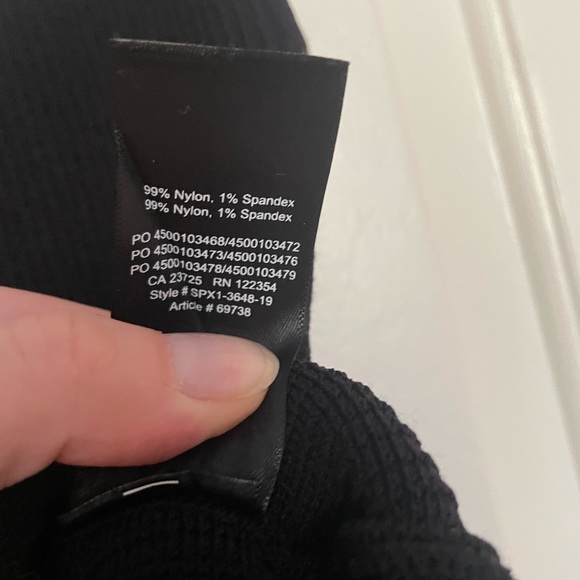 99% Nylon, 1% Spandex
99% Nylon, 1% Spandex
PO 4500103468/4500103472
PO 4500103473/4500103476
PO 4500103478/4500103479
CA 23725 RN 122354
Style # SPX1-3648-19
Article # 69738